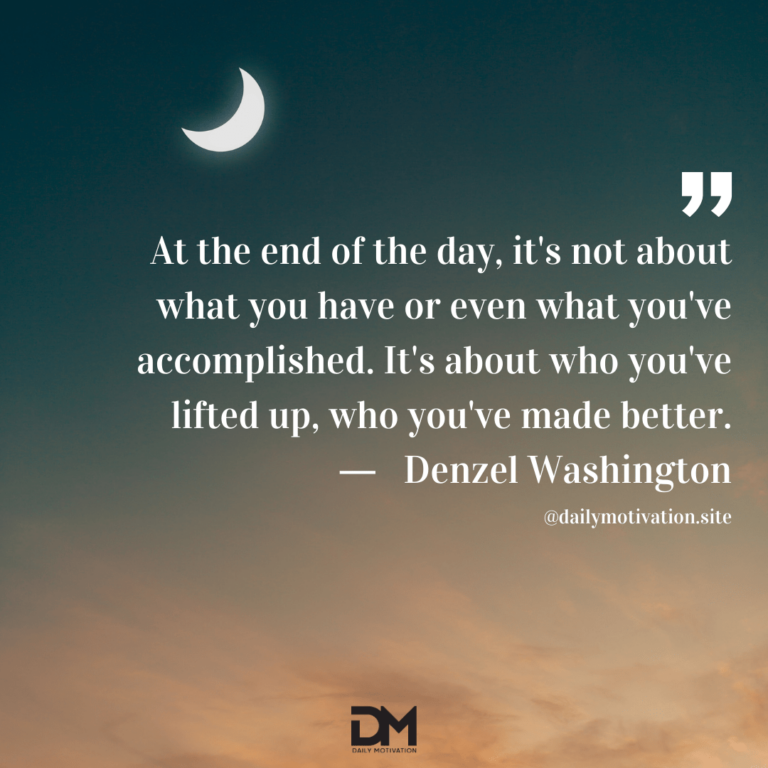 ”
At the end of the day, it's not about
what you have or even what you've
accomplished. It's about who you've
lifted up, who you've made better.
— Denzel Washington
@dailymotivation.site
DM
DAILY MOTIVATION